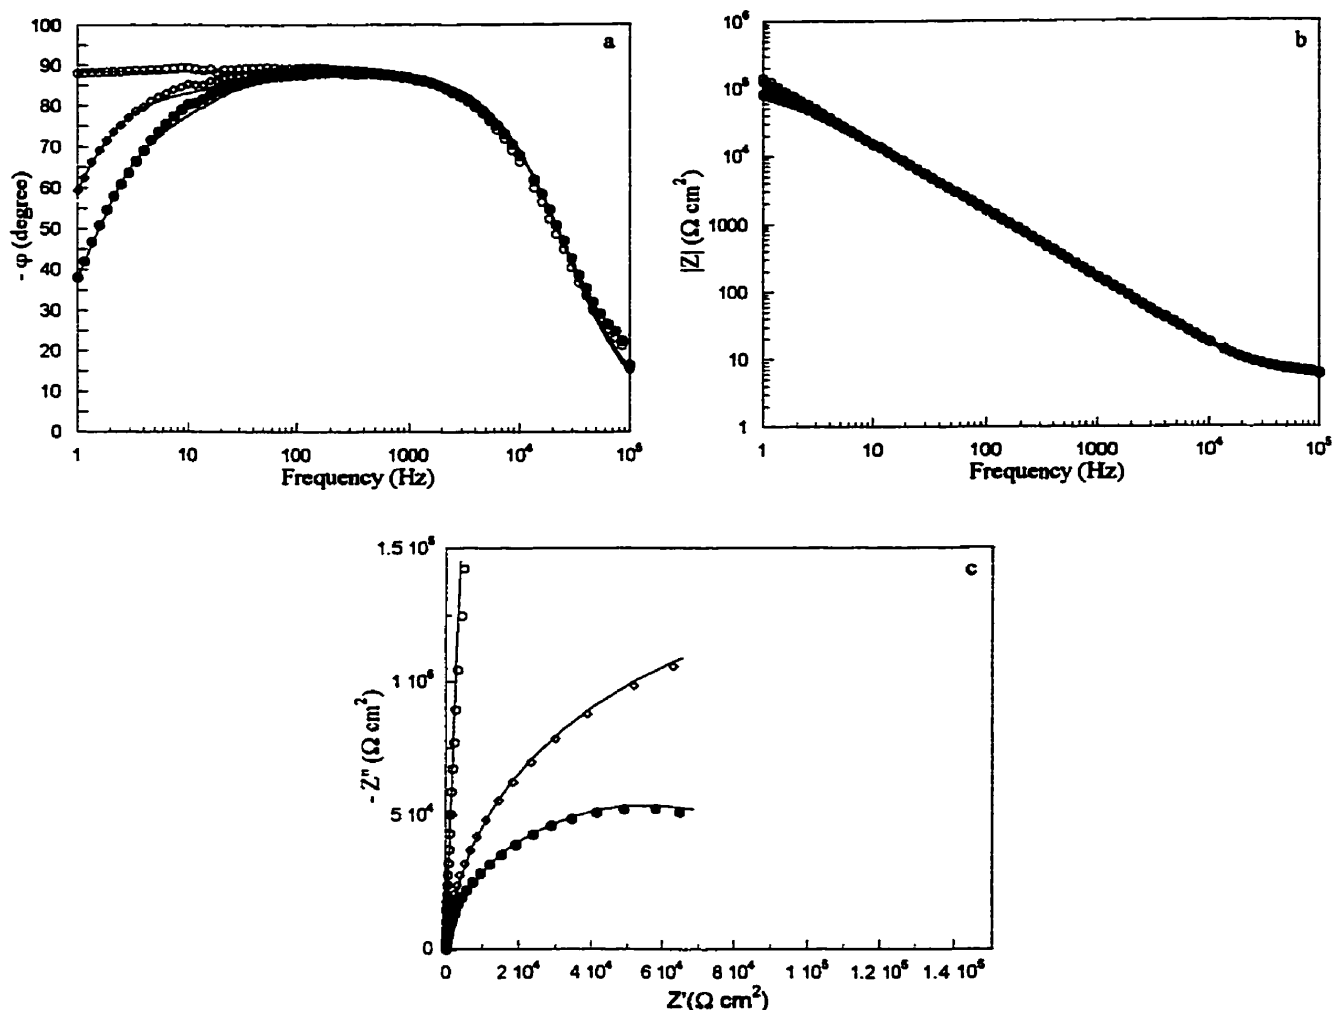 a
100
90
80
70
60
50
40
30
20
10
0
- φ (degree)
1 10 100 1000 10⁴ 10⁵
Frequency (Hz)
b
10⁶
10⁵
10⁴
1000
100
10
1
|Z| (Ω cm²)
1 10 100 1000 10⁴ 10⁵
Frequency (Hz)
c
1.5 10⁵
1 10⁵
5 10⁴
0
- Z" (Ω cm²)
0 2 10⁴ 4 10⁴ 6 10⁴ 8 10⁴ 1 10⁵ 1.2 10⁵ 1.4 10⁵
Z'(Ω cm²)